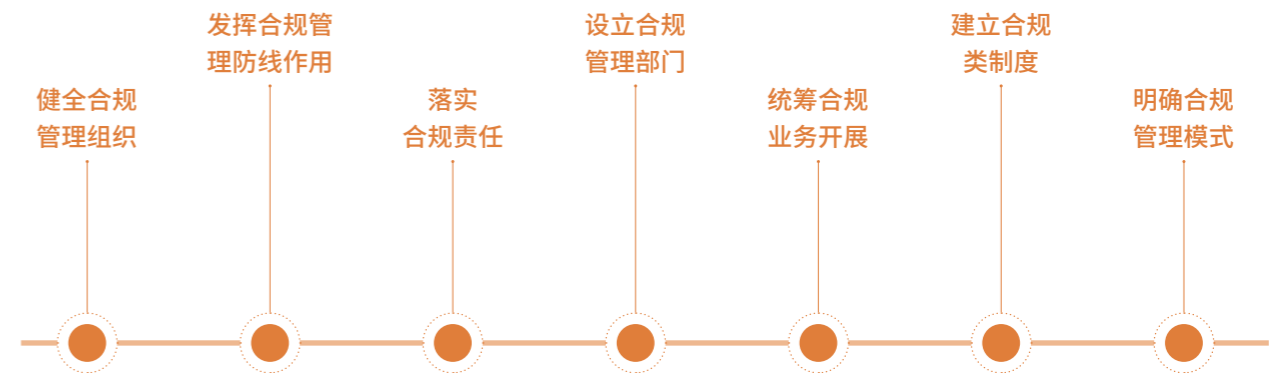 健全合规
管理组织
发挥合规管
理防线作用
落实
合规责任
设立合规
管理部门
统筹合规
业务开展
建立合规
类制度
明确合规
管理模式